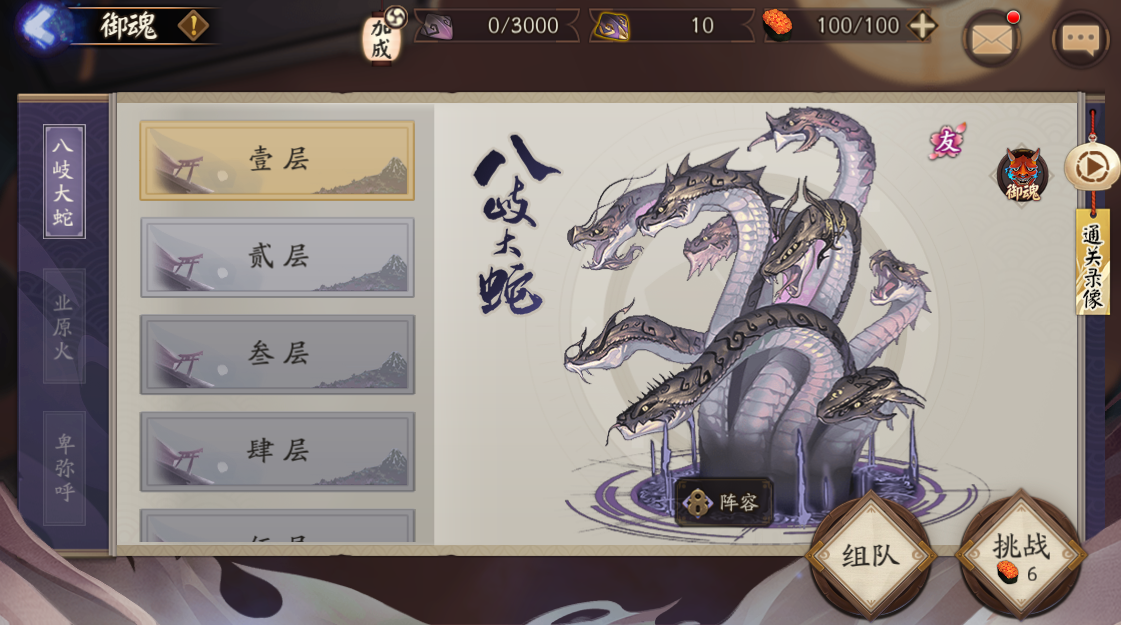 御魂
加成
0/3000
10
100/100
八岐大蛇
业原火
卑弥呼
壹层
贰层
叁层
肆层
八岐大蛇
友
御魂
通关录像
阵容
组队
挑战
6